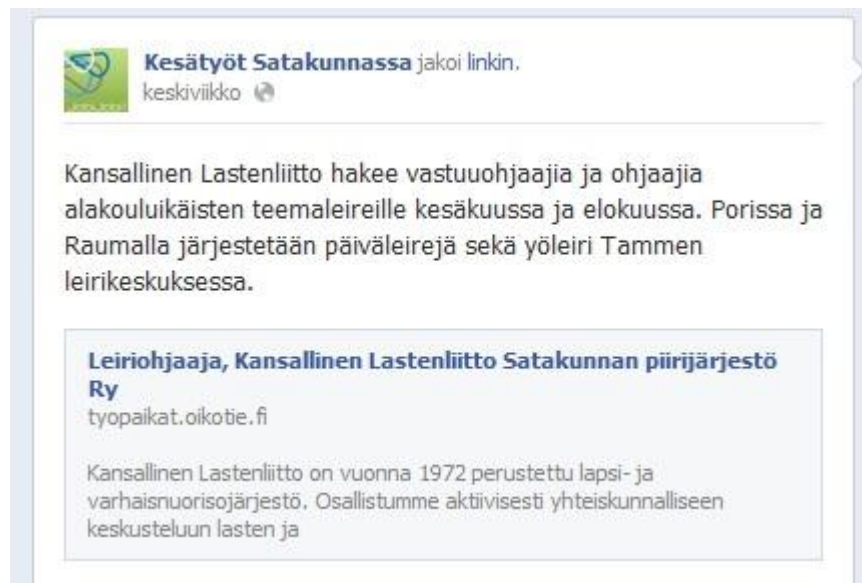 Kesätyöt Satakunnassa jakoi linkin.
keskiviikko
Kansallinen Lastenliitto hakee vastuuohjaajia ja ohjaajia
alakouluikäisten teemaleireille kesäkuussa ja elokuussa. Porissa ja
Raumalla järjestetään päiväleirejä sekä yöleiri Tammen
leirikeskuksessa.
Leiriohjaaja, Kansallinen Lastenliitto Satakunnan piirijärjestö
Ry
tyopaikat.oikotie.fi
Kansallinen Lastenliitto on vuonna 1972 perustettu lapsi- ja
varhaisnuorisojärjestö. Osallistumme aktiivisesti yhteiskunnalliseen
keskusteluun lasten ja